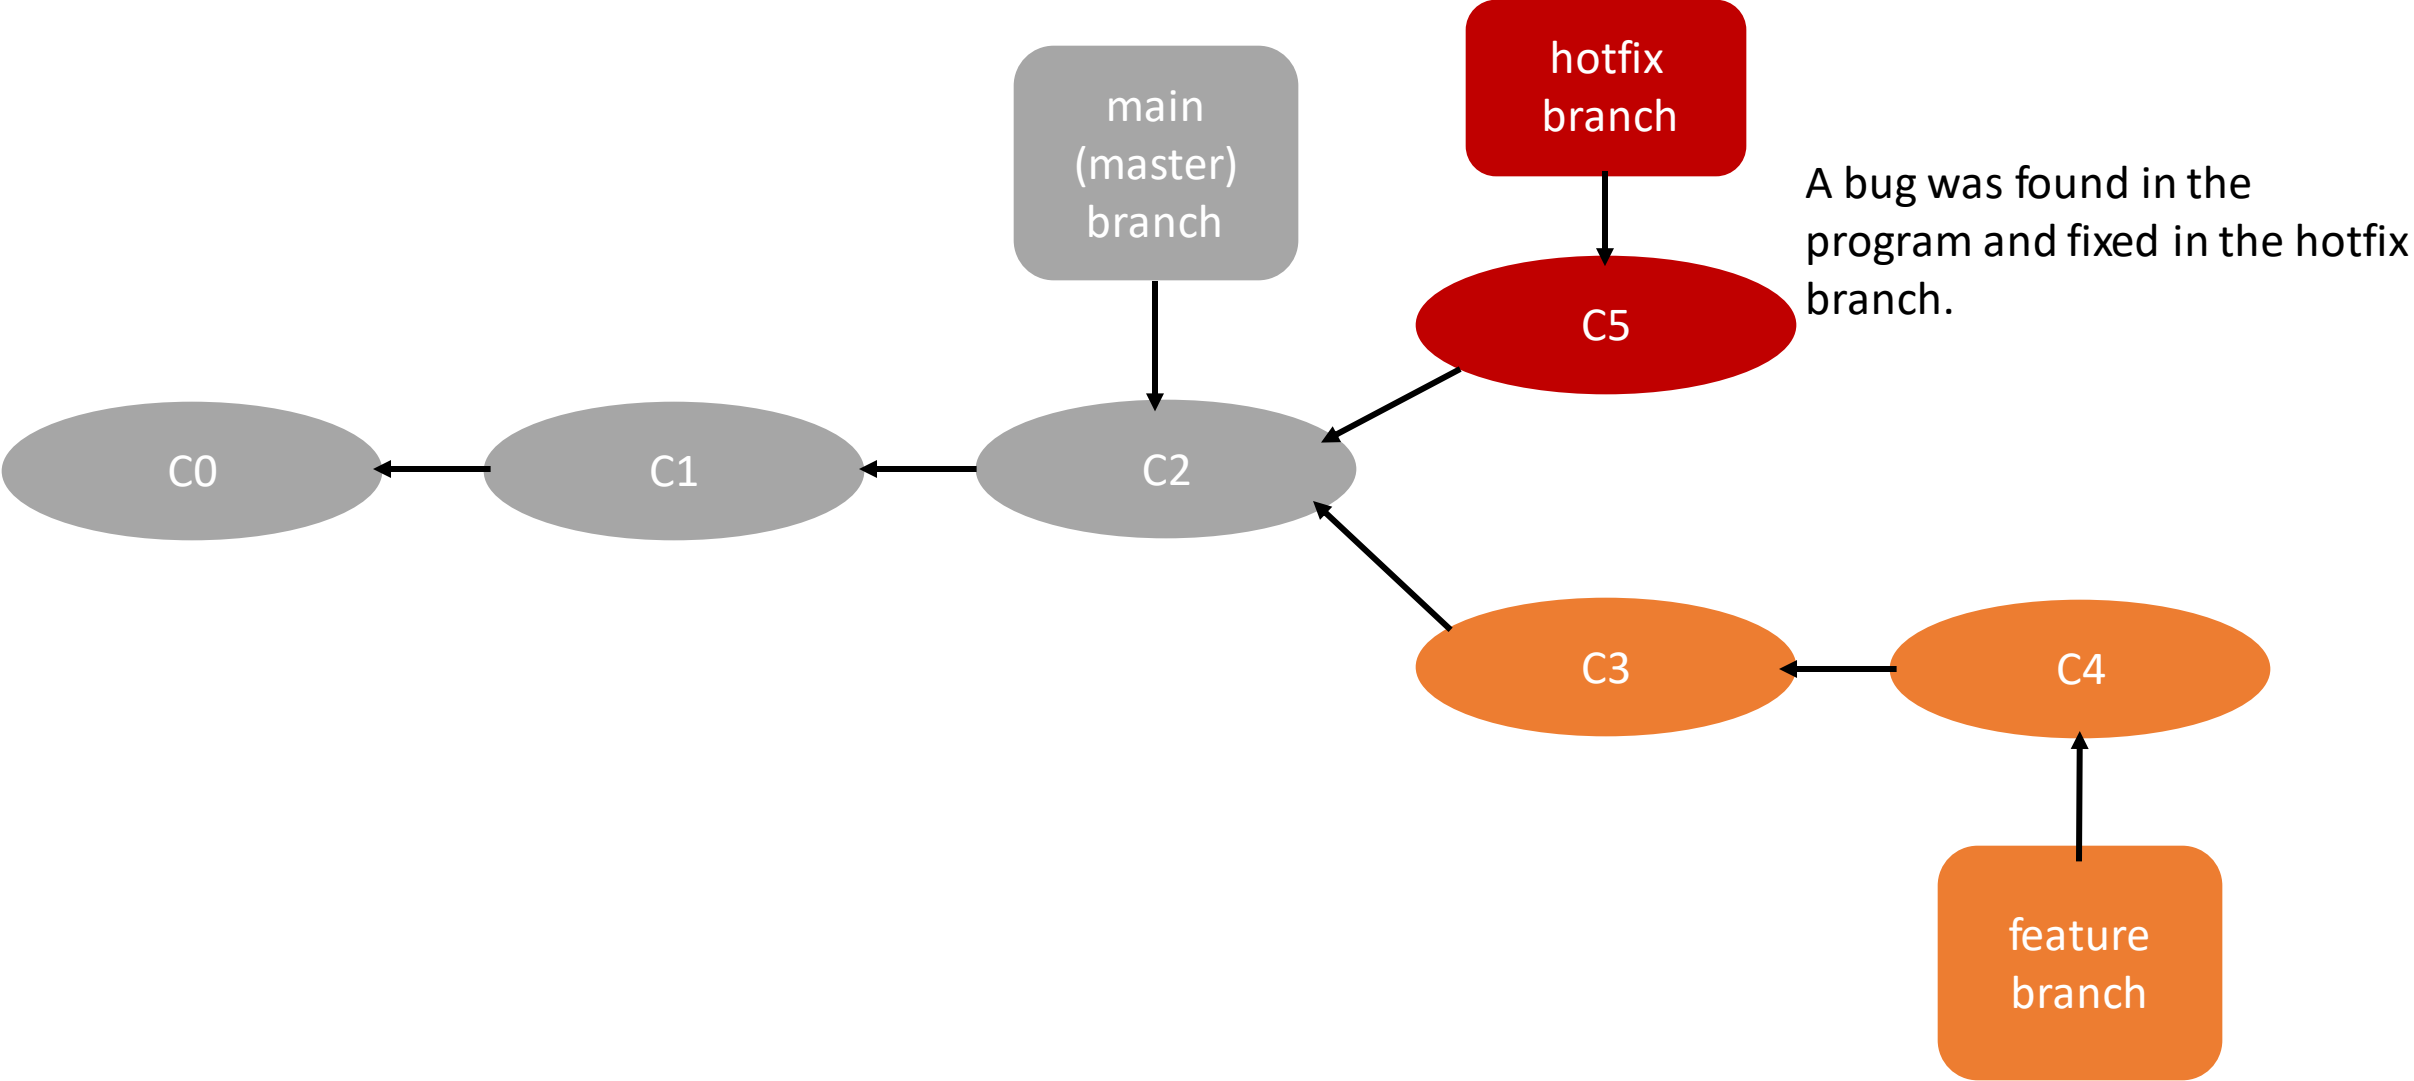 main
(master)
branch
hotfix
branch
A bug was found in the
program and fixed in the hotfix
branch.
C5
C0
C1
C2
C3
C4
feature
branch